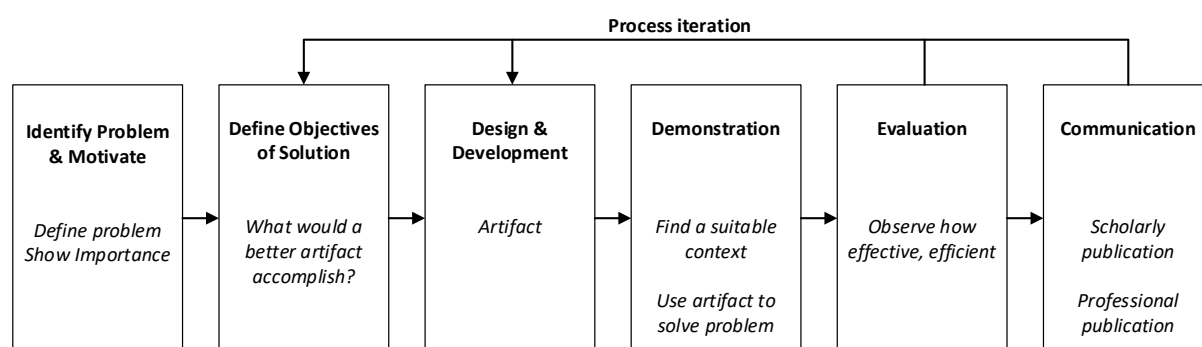 Process iteration
Identify Problem
& Motivate
Define problem
Show Importance
Define Objectives
of Solution
What would a
better artifact
accomplish?
Design &
Development
Artifact
Demonstration
Find a suitable
context
Use artifact to
solve problem
Evaluation
Observe how
effective, efficient
Communication
Scholarly
publication
Professional
publication